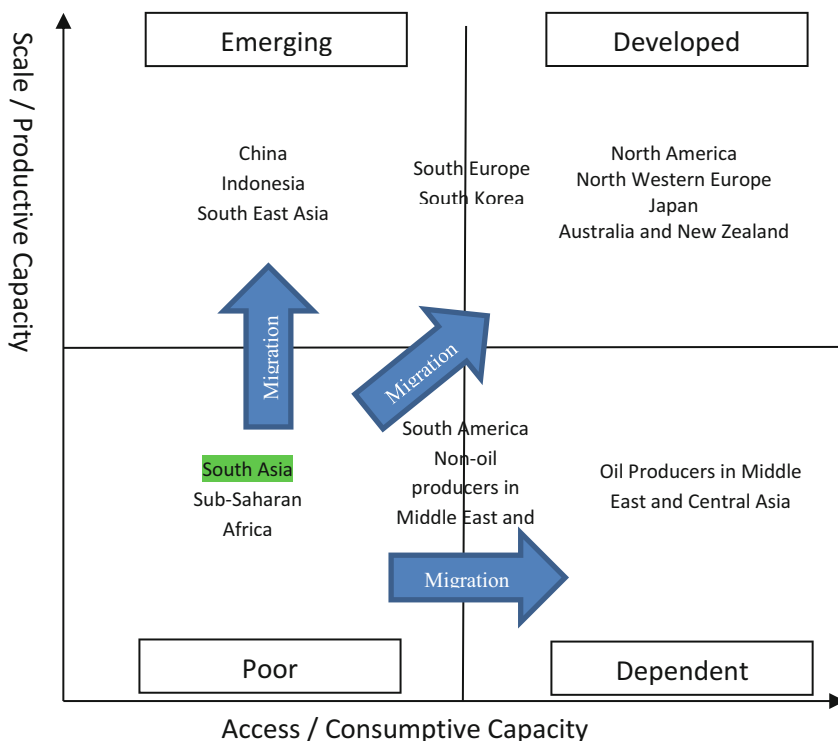 Scale / Productive Capacity
Emerging
Developed
China
Indonesia
South East Asia
South Europe
South Korea
North America
North Western Europe
Japan
Australia and New Zealand
Migration
Migration
South Asia
Sub-Saharan
Africa
South America
Non-oil
producers in
Middle East and
Oil Producers in Middle
East and Central Asia
Migration
Poor
Dependent
Access / Consumptive Capacity